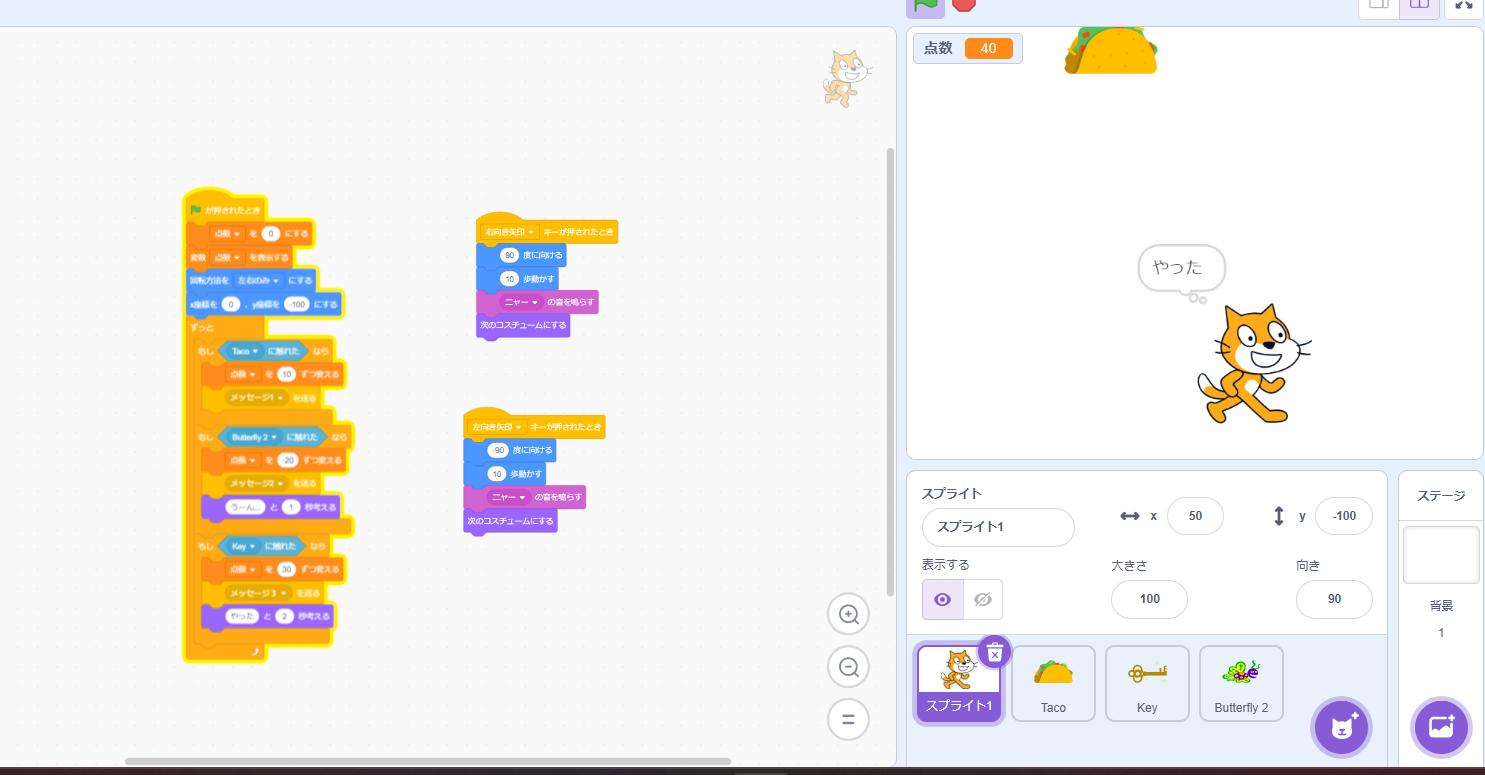 が押されたとき
点数 を 0 にする
変数 点数 を表示する
回転方法を 左右のみ にする
x座標を 0 、y座標を -100 にする
ずっと
もし Taco に触れた なら
点数 を 10 ずつ変える
メッセージ1 を送る
もし Butterfly 2 に触れた なら
点数 を -20 ずつ変える
メッセージ2 を送る
うーん... と 1 秒考える
もし Key に触れた なら
点数 を 30 ずつ変える
メッセージ3 を送る
やった と 2 秒考える
右向き矢印 キーが押されたとき
90 度に向ける
10 歩動かす
ニャー の音を鳴らす
次のコスチュームにする
左向き矢印 キーが押されたとき
-90 度に向ける
10 歩動かす
ニャー の音を鳴らす
次のコスチュームにする
点数 40
やった
スプライト
スプライト1
x 50
y -100
表示する
大きさ
100
向き
90
スプライト1
Taco
Key
Butterfly 2
ステージ
背景
1